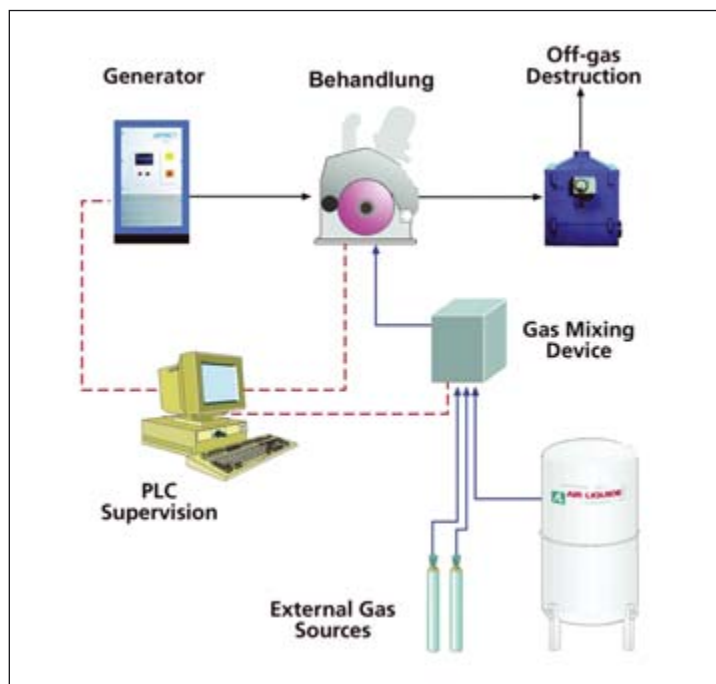 Generator
Behandlung
Off-gas
Destruction
Gas Mixing
Device
PLC
Supervision
AIR LIQUIDE
External Gas
Sources